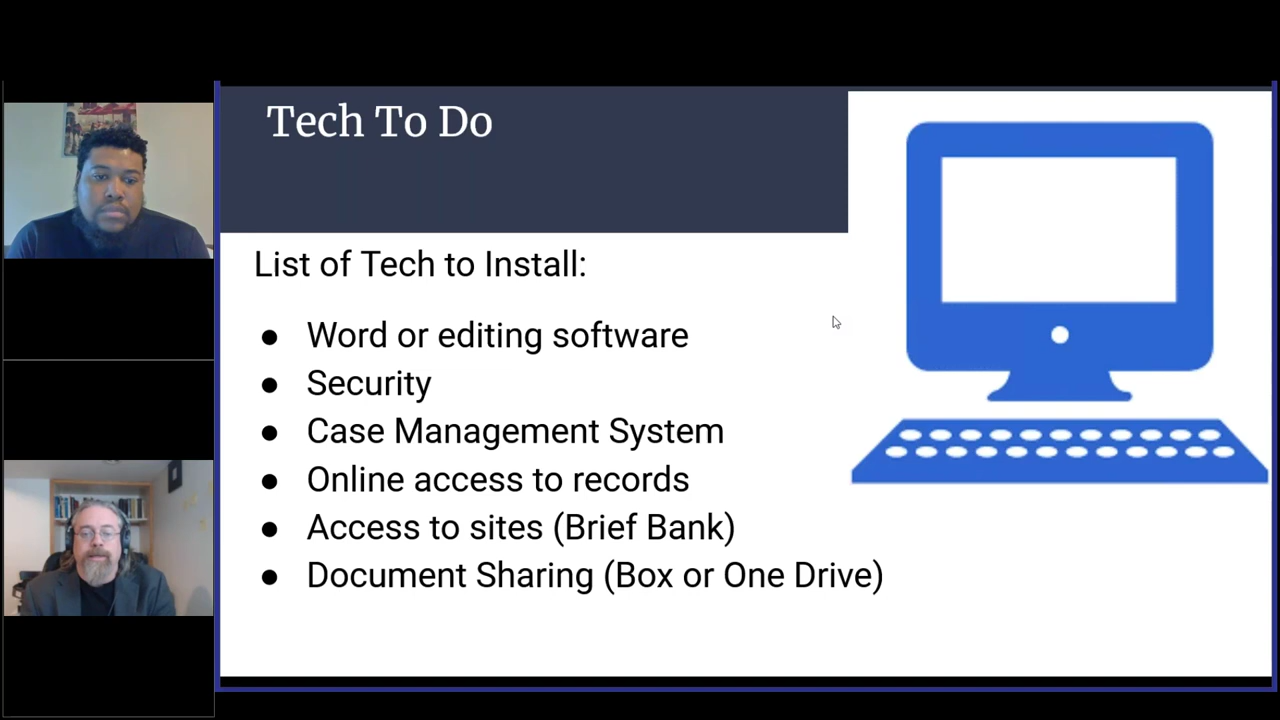 Tech To Do
List of Tech to Install:
● Word or editing software
● Security
● Case Management System
● Online access to records
● Access to sites (Brief Bank)
● Document Sharing (Box or One Drive)